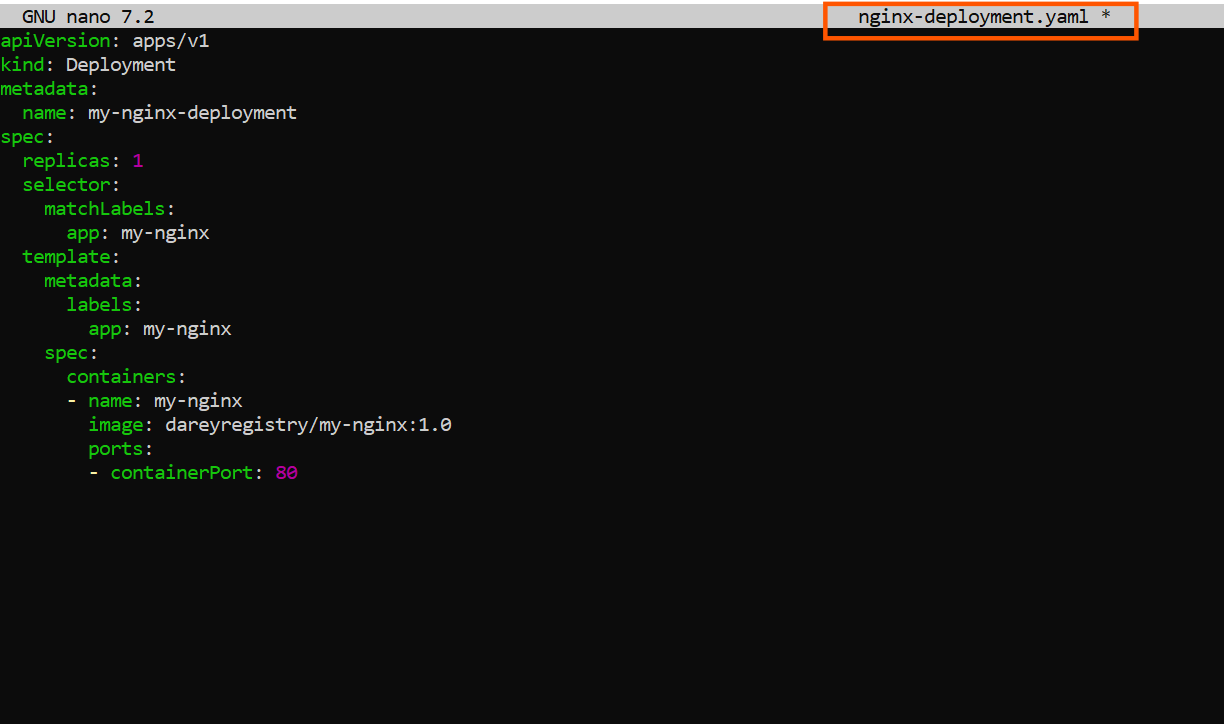 GNU nano 7.2 nginx-deployment.yaml *
apiVersion: apps/v1
kind: Deployment
metadata:
  name: my-nginx-deployment
spec:
  replicas: 1
  selector:
    matchLabels:
      app: my-nginx
  template:
    metadata:
      labels:
        app: my-nginx
    spec:
      containers:
      - name: my-nginx
        image: dareyregistry/my-nginx:1.0
        ports:
        - containerPort: 80